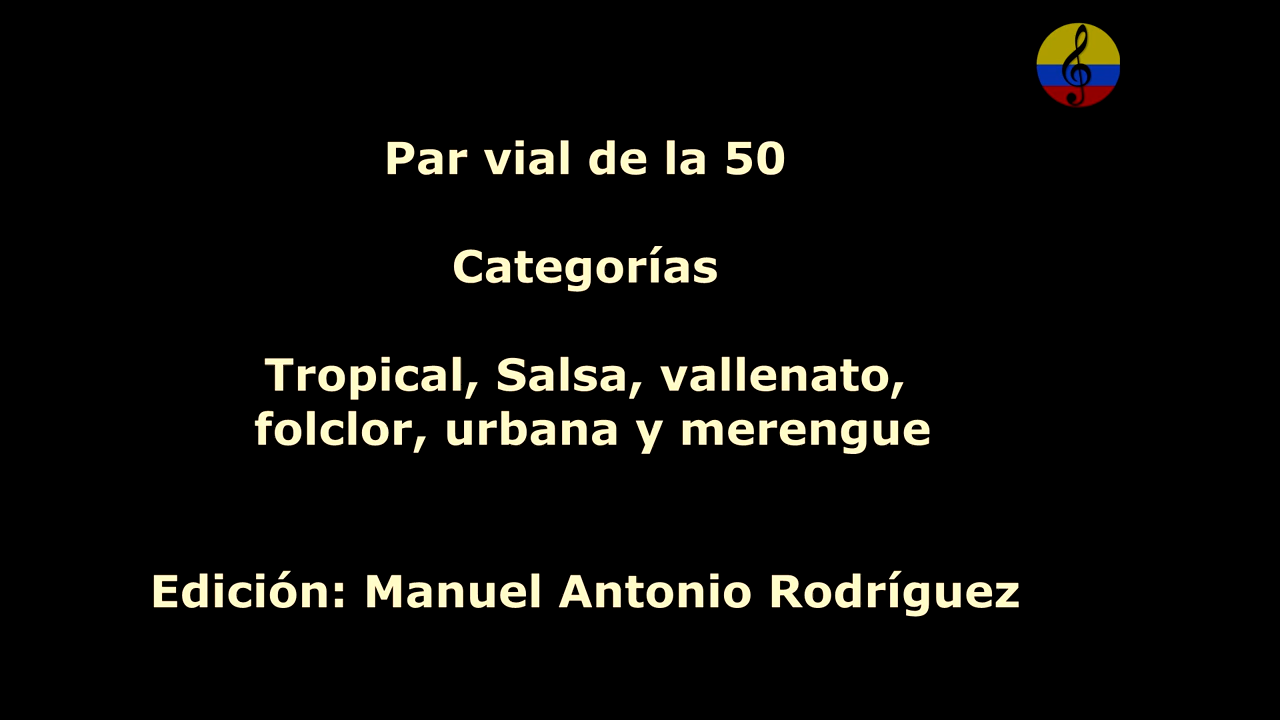 Par vial de la 50
Categorías
Tropical, Salsa, vallenato,
folclor, urbana y merengue
Edición: Manuel Antonio Rodríguez